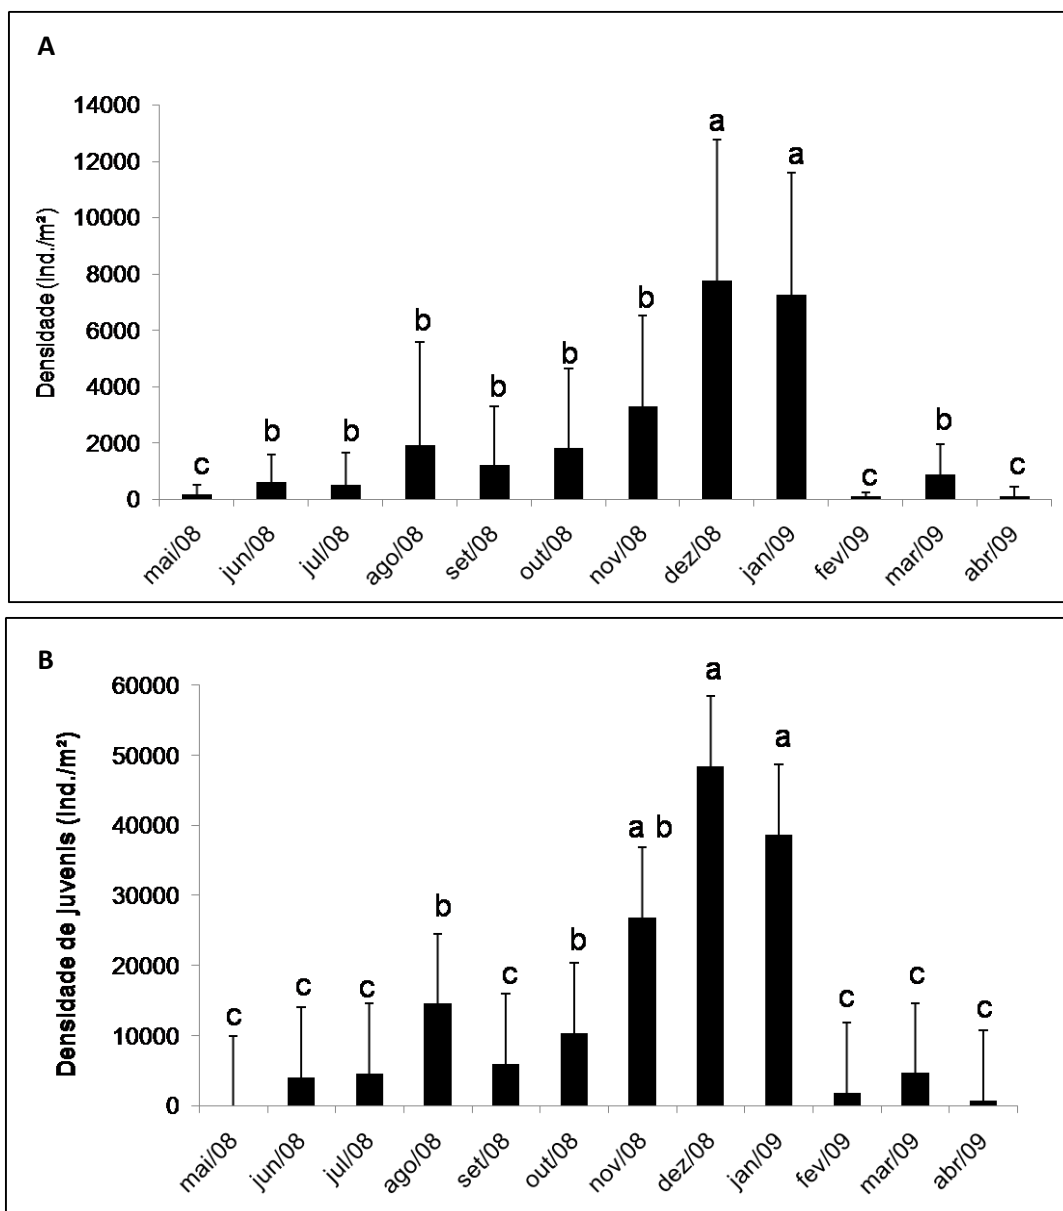 A
Densidade (Ind./m²)
14000
12000
10000
8000
6000
4000
2000
0
c
b
b
b
b
b
b
a
a
c
b
c
mai/08
jun/08
jul/08
ago/08
set/08
out/08
nov/08
dez/08
jan/09
fev/09
mar/09
abr/09
B
Densidade de juvenis (Ind./m²)
60000
50000
40000
30000
20000
10000
0
c
c
c
b
c
b
a b
a
a
c
c
c
mai/08
jun/08
jul/08
ago/08
set/08
out/08
nov/08
dez/08
jan/09
fev/09
mar/09
abr/09